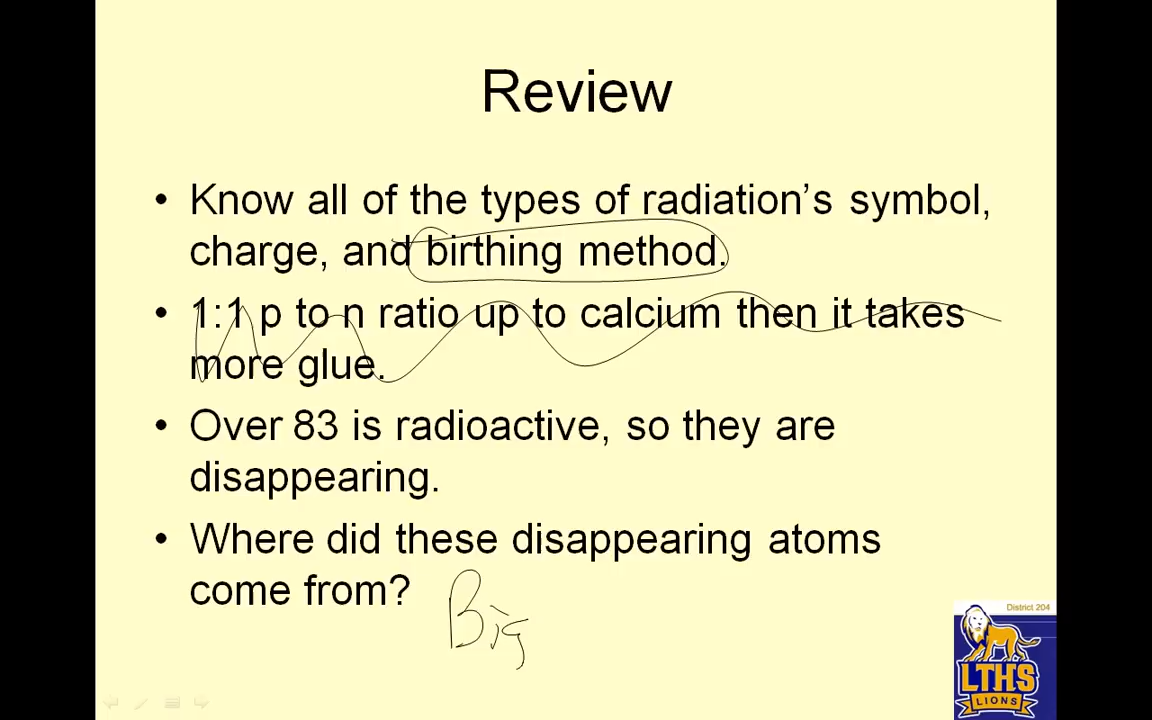 Review
• Know all of the types of radiation’s symbol,
charge, and birthing method.
• 1:1 p to n ratio up to calcium then it takes
more glue.
• Over 83 is radioactive, so they are
disappearing.
• Where did these disappearing atoms
come from?
Big
District 204
LTHS
LIONS